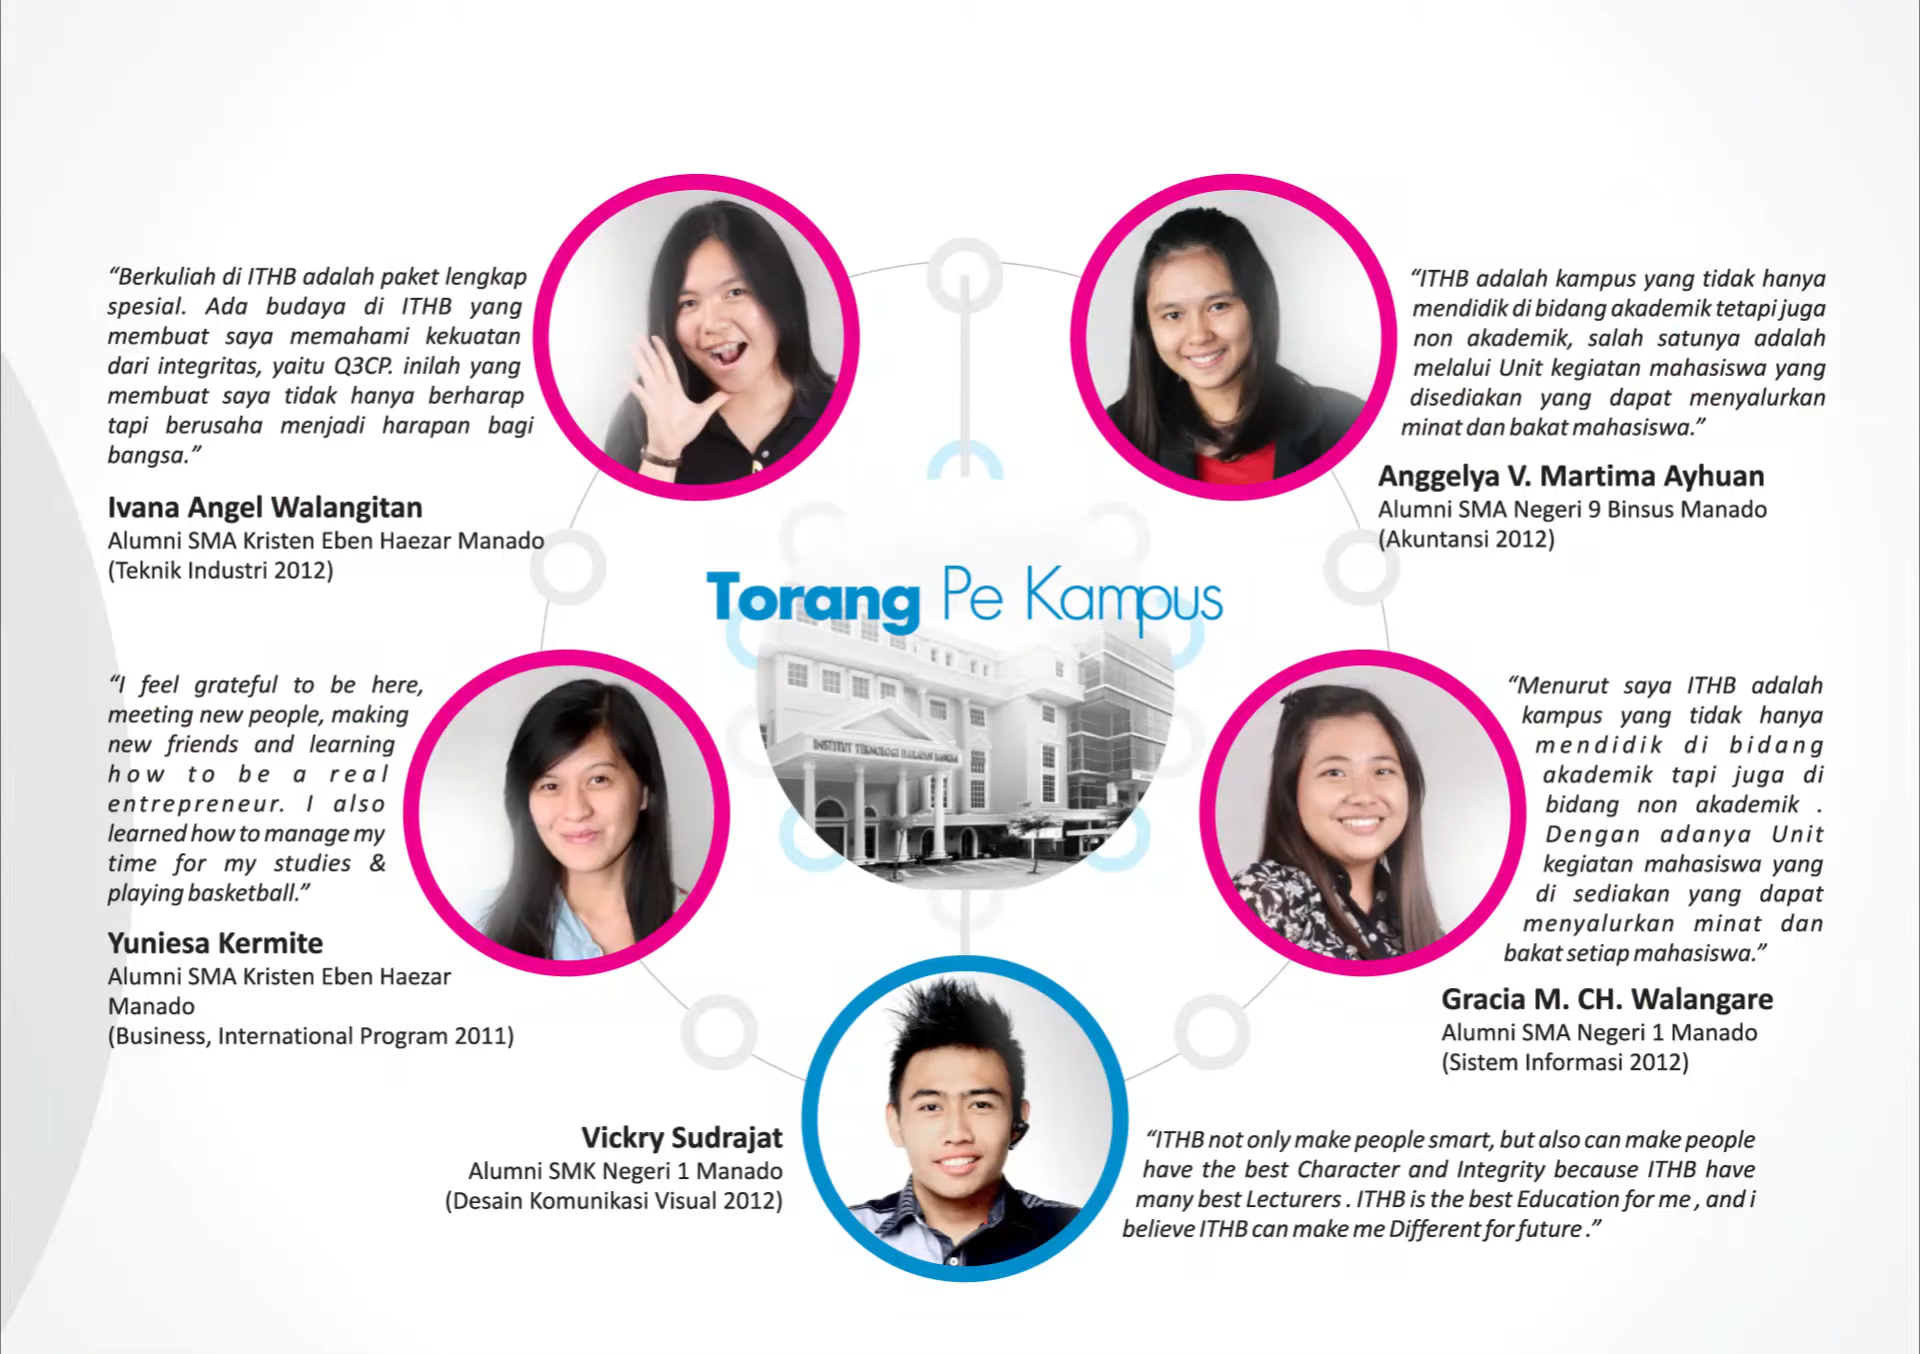 “Berkuliah di ITHB adalah paket lengkap
spesial. Ada budaya di ITHB yang
membuat saya memahami kekuatan
dari integritas, yaitu Q3CP. inilah yang
membuat saya tidak hanya berharap
tapi berusaha menjadi harapan bagi
bangsa.”
Ivana Angel Walangitan
Alumni SMA Kristen Eben Haezar Manado
(Teknik Industri 2012)
“ITHB adalah kampus yang tidak hanya
mendidik di bidang akademik tetapi juga
non akademik, salah satunya adalah
melalui Unit kegiatan mahasiswa yang
disediakan yang dapat menyalurkan
minat dan bakat mahasiswa.”
Anggelya V. Martima Ayhuan
Alumni SMA Negeri 9 Binsus Manado
(Akuntansi 2012)
Torang Pe Kampus
INSTITUT TEKNOLOGI HARAPAN BANGSA
“I feel grateful to be here,
meeting new people, making
new friends and learning
how to be a real
entrepreneur. I also
learned how to manage my
time for my studies &
playing basketball.”
Yuniesa Kermite
Alumni SMA Kristen Eben Haezar
Manado
(Business, International Program 2011)
“Menurut saya ITHB adalah
kampus yang tidak hanya
mendidik di bidang
akademik tapi juga di
bidang non akademik .
Dengan adanya Unit
kegiatan mahasiswa yang
di sediakan yang dapat
menyalurkan minat dan
bakat setiap mahasiswa.”
Gracia M. CH. Walangare
Alumni SMA Negeri 1 Manado
(Sistem Informasi 2012)
Vickry Sudrajat
Alumni SMK Negeri 1 Manado
(Desain Komunikasi Visual 2012)
“ITHB not only make people smart, but also can make people
have the best Character and Integrity because ITHB have
many best Lecturers . ITHB is the best Education for me , and i
believe ITHB can make me Different for future .”